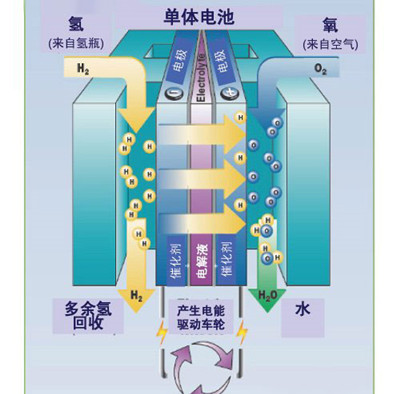 氢
(来自氢瓶)
单体电池
氧
(来自空气)
H₂
电极
Electrolyte
电极
O₂
催化剂
电解液
催化剂
H₂
H₂O
多余氢
回收
产生电能
驱动车轮
水